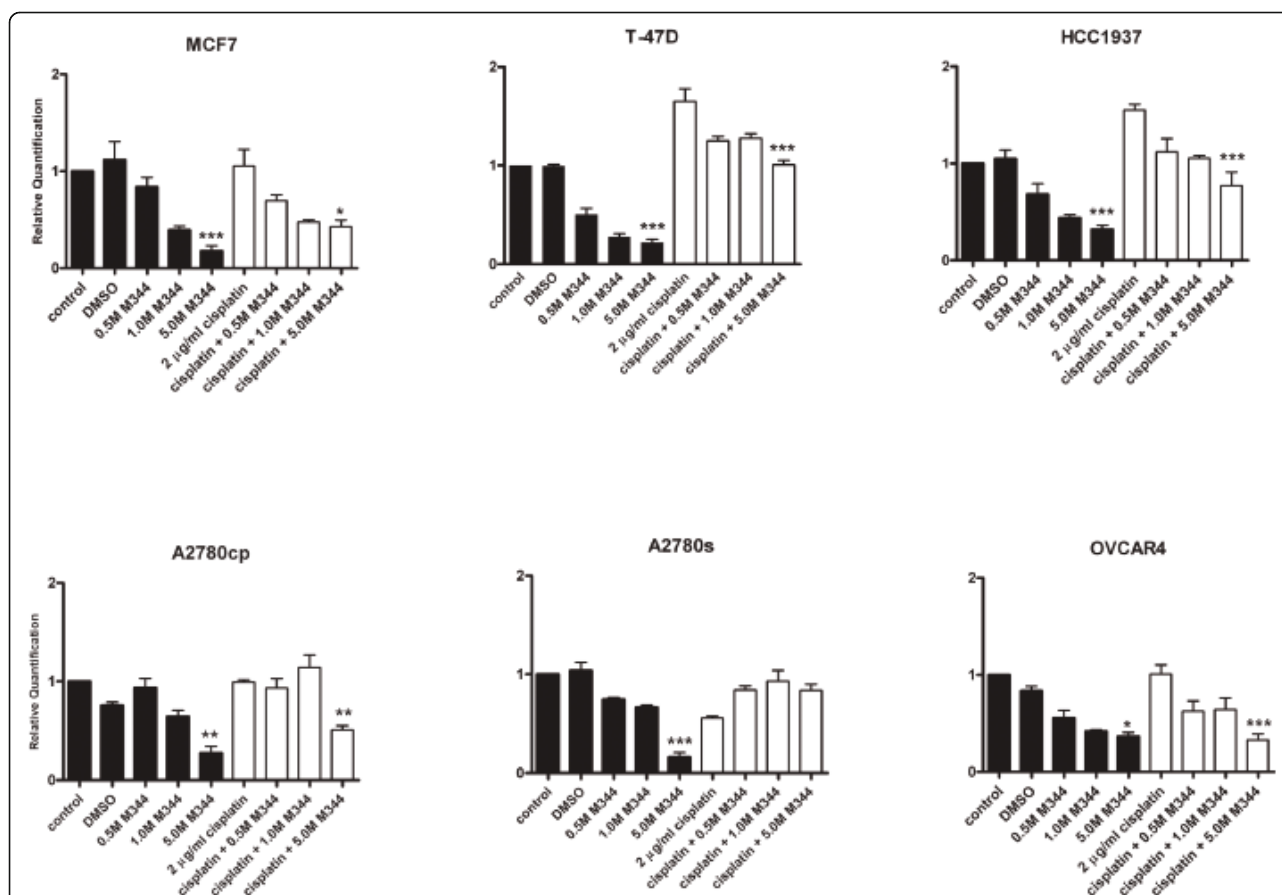 MCF7
Relative Quantification
2
1
0
***
*
control
DMSO
0.5M M344
1.0M M344
5.0M M344
2 µg/ml cisplatin
cisplatin + 0.5M M344
cisplatin + 1.0M M344
cisplatin + 5.0M M344
T-47D
2
1
0
***
***
control
DMSO
0.5M M344
1.0M M344
5.0M M344
2 µg/ml cisplatin
cisplatin + 0.5M M344
cisplatin + 1.0M M344
cisplatin + 5.0M M344
HCC1937
2
1
0
***
***
control
DMSO
0.5M M344
1.0M M344
5.0M M344
2 µg/ml cisplatin
cisplatin + 0.5M M344
cisplatin + 1.0M M344
cisplatin + 5.0M M344
A2780cp
Relative Quantification
2
1
0
**
**
control
DMSO
0.5M M344
1.0M M344
5.0M M344
2 µg/ml cisplatin
cisplatin + 0.5M M344
cisplatin + 1.0M M344
cisplatin + 5.0M M344
A2780s
2
1
0
***
control
DMSO
0.5M M344
1.0M M344
5.0M M344
2 µg/ml cisplatin
cisplatin + 0.5M M344
cisplatin + 1.0M M344
cisplatin + 5.0M M344
OVCAR4
2
1
0
*
***
control
DMSO
0.5M M344
1.0M M344
5.0M M344
2 µg/ml cisplatin
cisplatin + 0.5M M344
cisplatin + 1.0M M344
cisplatin + 5.0M M344